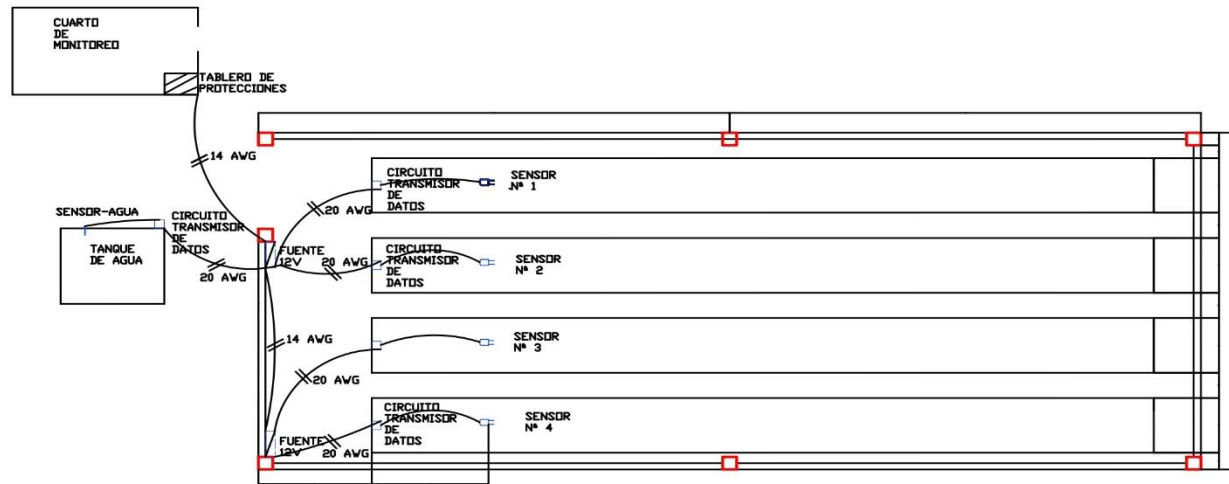 CUARTO
DE
MONITOREO
TABLERO DE
PROTECCIONES
14 AWG
SENSOR-AGUA
CIRCUITO
TRANSMISOR
DE
DATOS
TANQUE
DE AGUA
20 AWG
FUENTE
12V
20 AWG
CIRCUITO
TRANSMISOR
DE
DATOS
SENSOR
Nª 1
20 AWG
CIRCUITO
TRANSMISOR
DE
DATOS
SENSOR
Nª 2
14 AWG
SENSOR
Nª 3
20 AWG
CIRCUITO
TRANSMISOR
DE
DATOS
SENSOR
Nª 4
FUENTE
12V
20 AWG